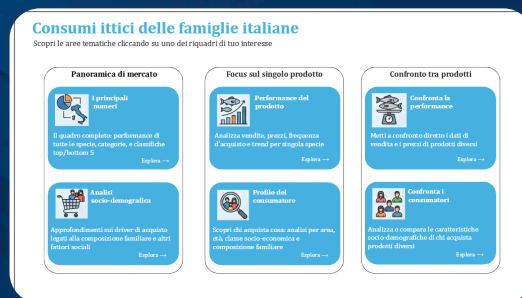 Consumi ittici delle famiglie italiane
Scopri le aree tematiche cliccando su uno dei riquadri di tuo interesse
Panoramica di mercato
I principali
numeri
Il quadro completo: performance di
tutte le specie, categorie, e classifiche
top/bottom 5
Esplora →
Analisi
socio-demografica
Approfondimenti sui driver di acquisto
legati alla composizione familiare e altri
fattori sociali
Esplora →
Focus sul singolo prodotto
Performance del
prodotto
Analizza vendite, prezzi, frequenza
d'acquisto e trend per singola specie
Esplora →
Profilo del
consumatore
Scopri chi acquista cosa: analisi per area,
età, classe socio-economica e
composizione familiare
Esplora →
Confronto tra prodotti
Confronta la
performance
Metti a confronto diretto i dati di
vendita e i prezzi di prodotti diversi
Esplora →
Confronta i
consumatori
Analizza e compara le caratteristiche
socio-demografiche di chi acquista
prodotti diversi
Esplora →